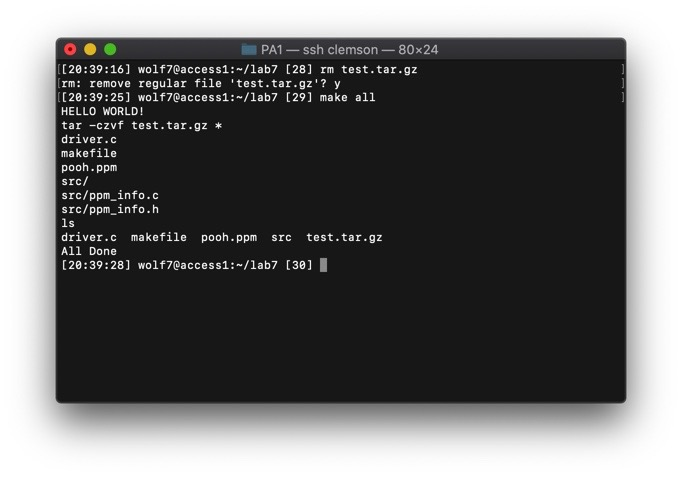 PA1 — ssh clemson — 80×24
[[20:39:16] wolf7@access1:~/lab7 [28] rm test.tar.gz ]
[rm: remove regular file 'test.tar.gz'? y ]
[[20:39:25] wolf7@access1:~/lab7 [29] make all ]
HELLO WORLD!
tar -czvf test.tar.gz *
driver.c
makefile
pooh.ppm
src/
src/ppm_info.c
src/ppm_info.h
ls
driver.c  makefile  pooh.ppm  src  test.tar.gz
All Done
[20:39:28] wolf7@access1:~/lab7 [30]